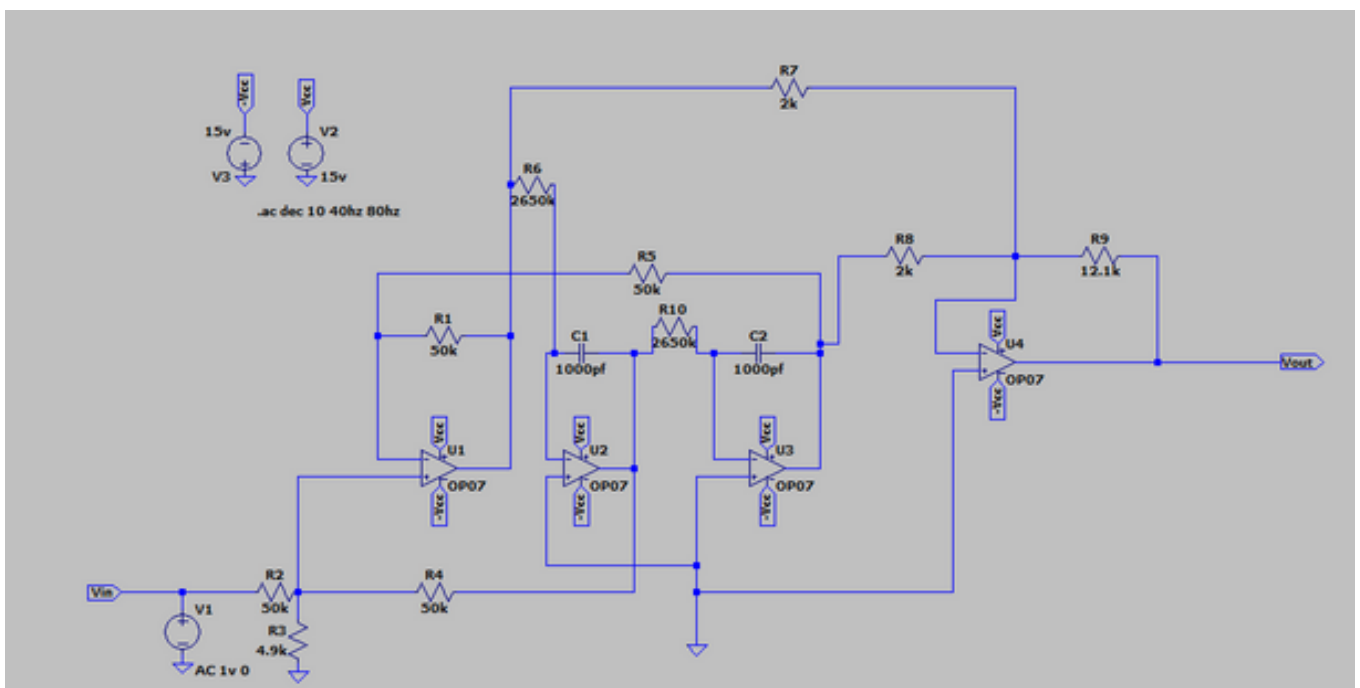 R7
2k
-Vcc
Vcc
15v
V3
V2
15v
.ac dec 10 40hz 80hz
R6
2650k
R5
50k
R8
2k
R9
12.1k
R1
50k
R10
2650k
C1
1000pf
C2
1000pf
Vcc
U4
OP07
-Vcc
Vout
Vcc
U1
OP07
-Vcc
Vcc
U2
OP07
-Vcc
Vcc
U3
OP07
-Vcc
Vin
R2
50k
R4
50k
V1
R3
4.9k
AC 1v 0